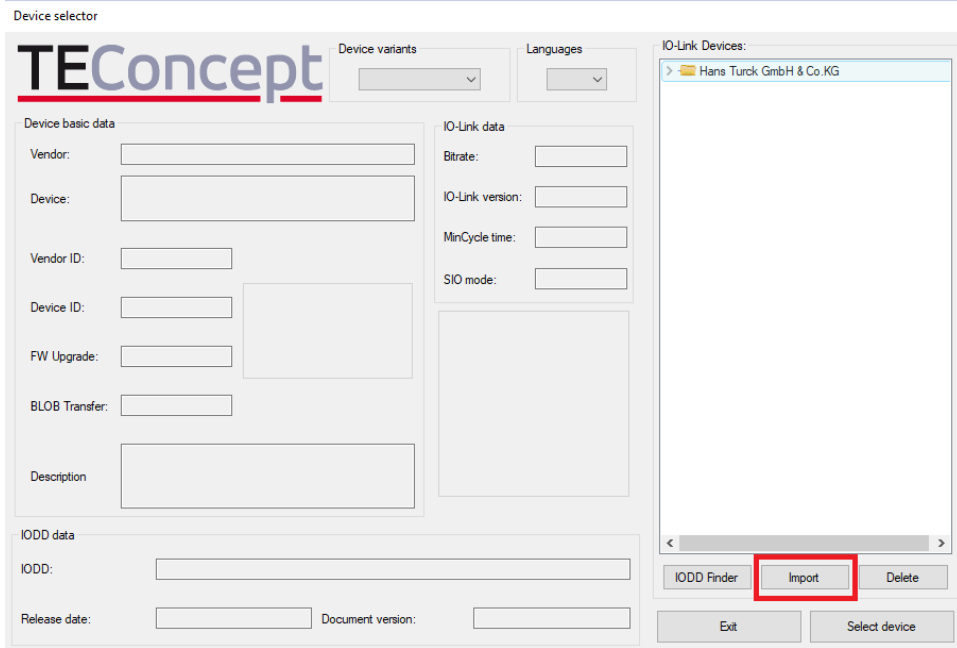 Device selector
TEConcept
Device variants
Languages
IO-Link Devices:
Hans Turck GmbH & Co.KG
Device basic data
Vendor:
Device:
Vendor ID:
Device ID:
FW Upgrade:
BLOB Transfer:
Description
IO-Link data
Bitrate:
IO-Link version:
MinCycle time:
SIO mode:
IODD data
IODD:
Release date:
Document version:
IODD Finder
Import
Delete
Exit
Select device